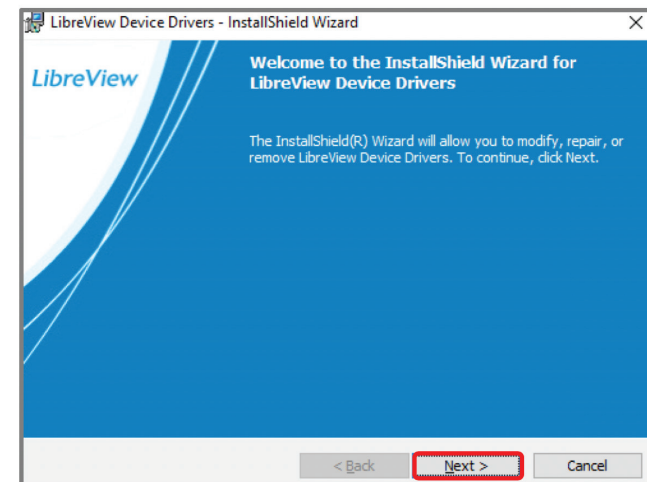 LibreView Device Drivers - InstallShield Wizard
LibreView
Welcome to the InstallShield Wizard for
LibreView Device Drivers
The InstallShield(R) Wizard will allow you to modify, repair, or
remove LibreView Device Drivers. To continue, click Next.
< Back
Next >
Cancel